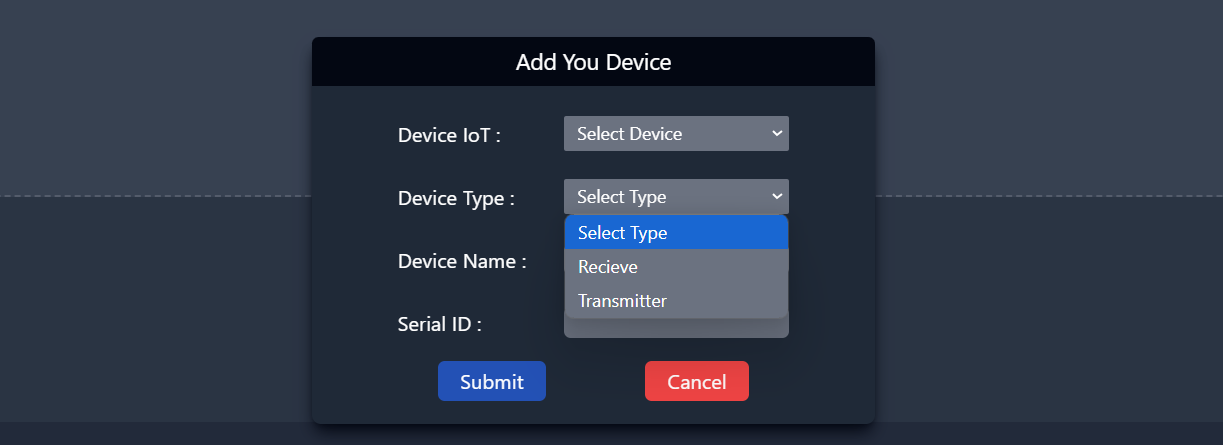 Add You Device
Device IoT :
Select Device
Device Type :
Select Type
Select Type
Recieve
Transmitter
Device Name :
Serial ID :
Submit
Cancel